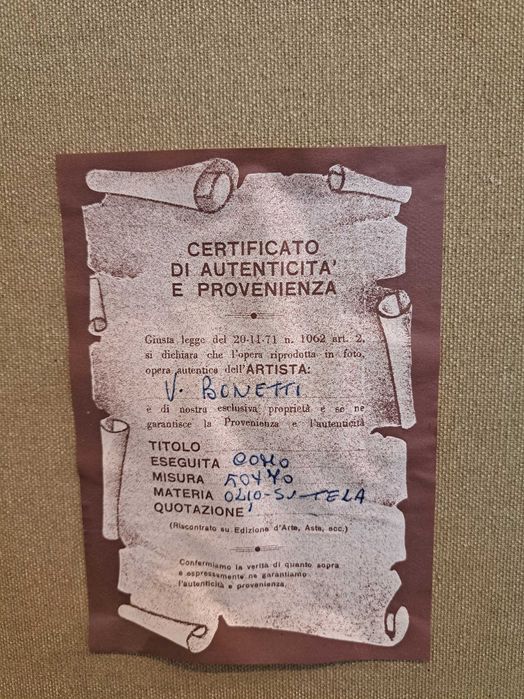 CERTIFICATO
DI AUTENTICITA'
E PROVENIENZA
Giusta legge del 20-11-71 n. 1062 art. 2,
si dichiara che l'opera riprodotta in foto,
opera autentica dell'ARTISTA:
V. BONETTI
è di nostra esclusiva proprietà e se ne
garantisce la Provenienza e l'autenticità
TITOLO
ESEGUITA COMO
MISURA 50X70
MATERIA OLIO-SU-TELA
QUOTAZIONE
(Riscontrato su Edizione d'Arte, Aste, ecc.)
Confermiamo la verità di quanto sopra
e espressamente ne garantiamo
l'autenticità e provenienza.